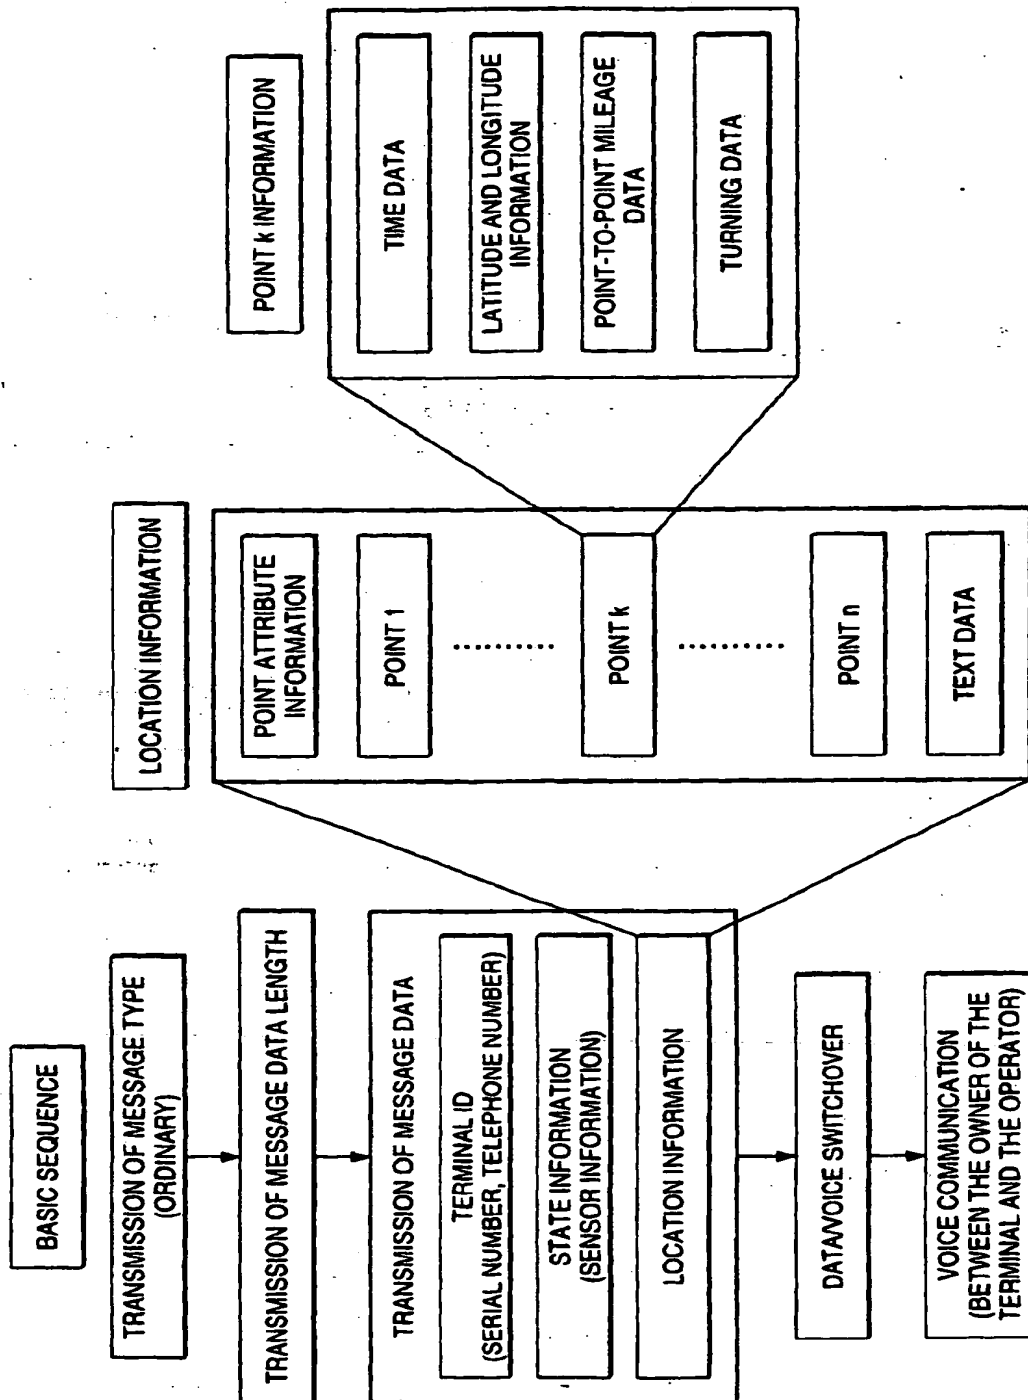 BASIC SEQUENCE
TRANSMISSION OF MESSAGE TYPE
(ORDINARY)
TRANSMISSION OF MESSAGE DATA LENGTH
TRANSMISSION OF MESSAGE DATA
TERMINAL ID
(SERIAL NUMBER, TELEPHONE NUMBER)
STATE INFORMATION
(SENSOR INFORMATION)
LOCATION INFORMATION
DATA/VOICE SWITCHOVER
VOICE COMMUNICATION
(BETWEEN THE OWNER OF THE
TERMINAL AND THE OPERATOR)
LOCATION INFORMATION
POINT ATTRIBUTE
INFORMATION
POINT 1
POINT k
POINT n
TEXT DATA
POINT k INFORMATION
TIME DATA
LATITUDE AND LONGITUDE
INFORMATION
POINT-TO-POINT MILEAGE
DATA
TURNING DATA